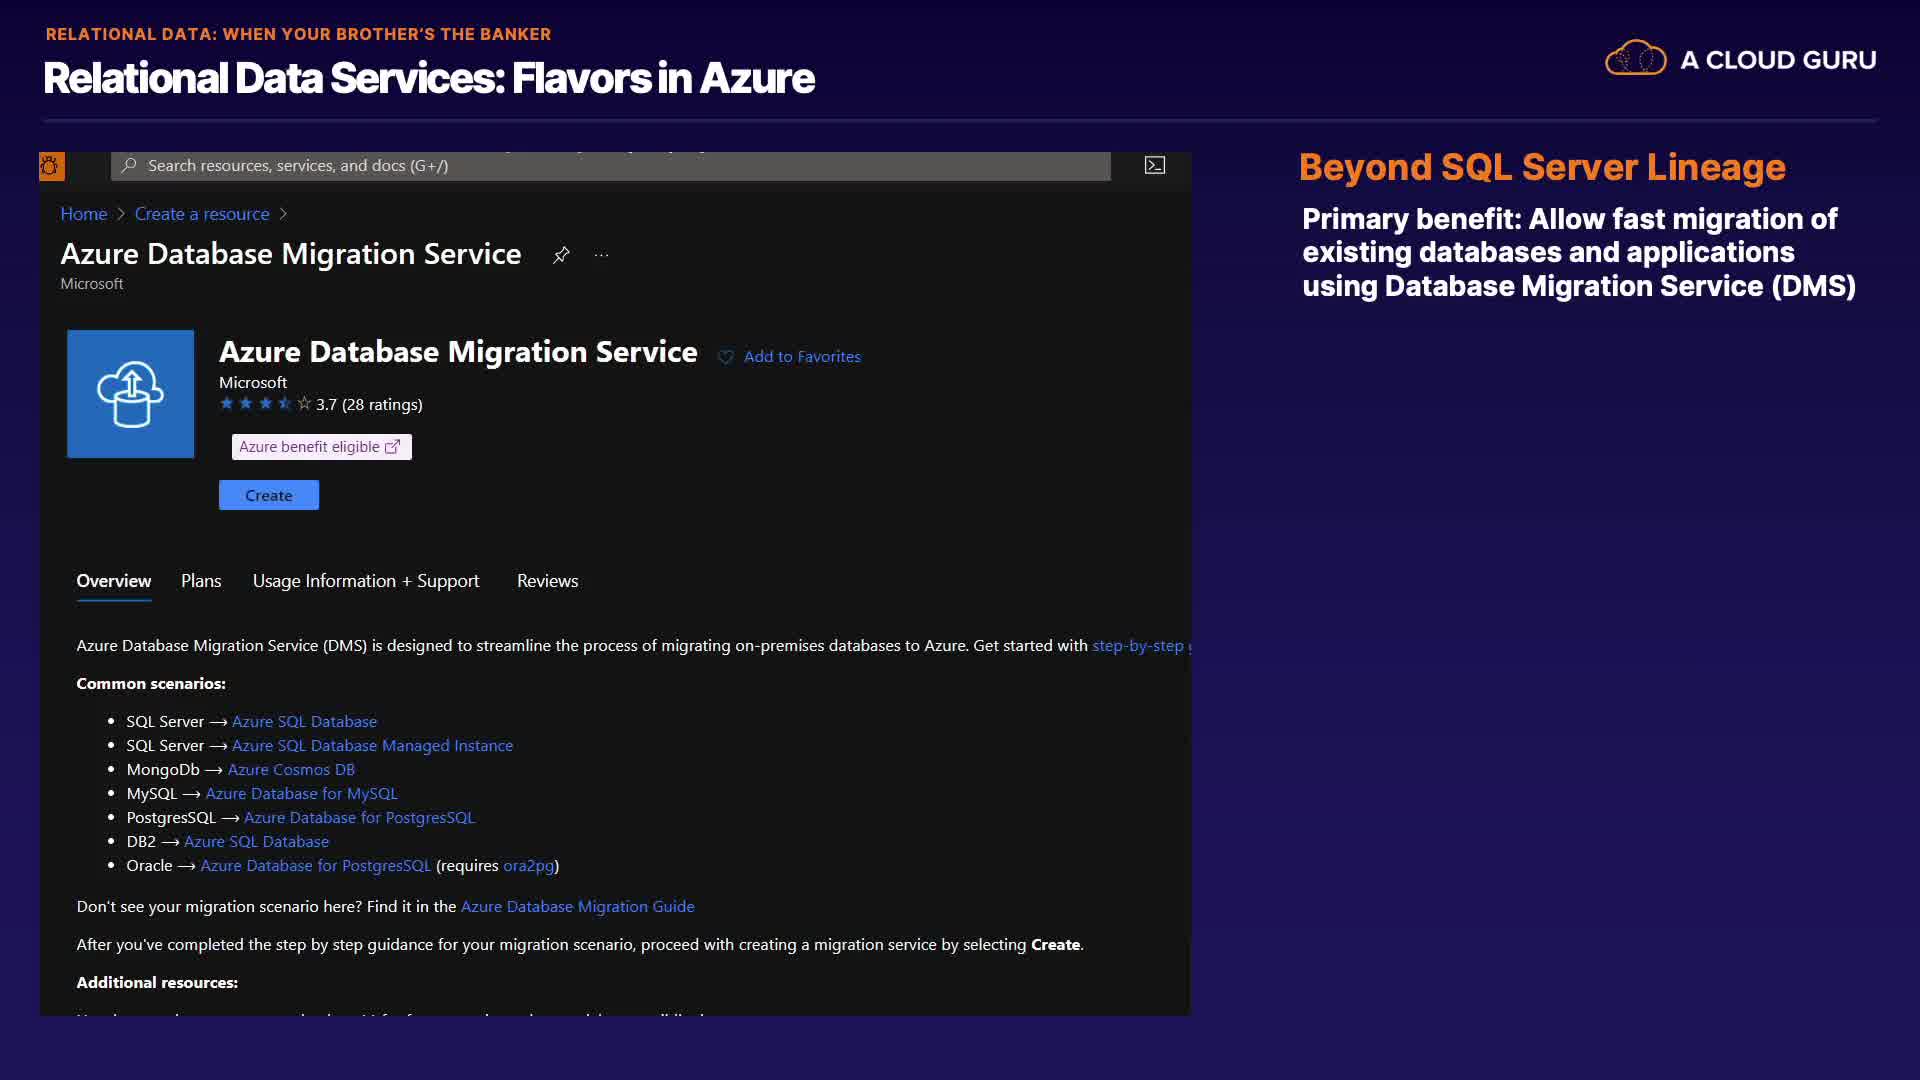 RELATIONAL DATA: WHEN YOUR BROTHER'S THE BANKER
Relational Data Services: Flavors in Azure
A CLOUD GURU
Search resources, services, and docs (G+/)
Home > Create a resource >
Azure Database Migration Service ...
Microsoft
Azure Database Migration Service Add to Favorites
Microsoft
3.7 (28 ratings)
Azure benefit eligible
Create
Overview Plans Usage Information + Support Reviews
Azure Database Migration Service (DMS) is designed to streamline the process of migrating on-premises databases to Azure. Get started with step-by-step
Common scenarios:
• SQL Server → Azure SQL Database
• SQL Server → Azure SQL Database Managed Instance
• MongoDb → Azure Cosmos DB
• MySQL → Azure Database for MySQL
• PostgresSQL → Azure Database for PostgresSQL
• DB2 → Azure SQL Database
• Oracle → Azure Database for PostgresSQL (requires ora2pg)
Don't see your migration scenario here? Find it in the Azure Database Migration Guide
After you've completed the step by step guidance for your migration scenario, proceed with creating a migration service by selecting Create.
Additional resources:
Beyond SQL Server Lineage
Primary benefit: Allow fast migration of
existing databases and applications
using Database Migration Service (DMS)